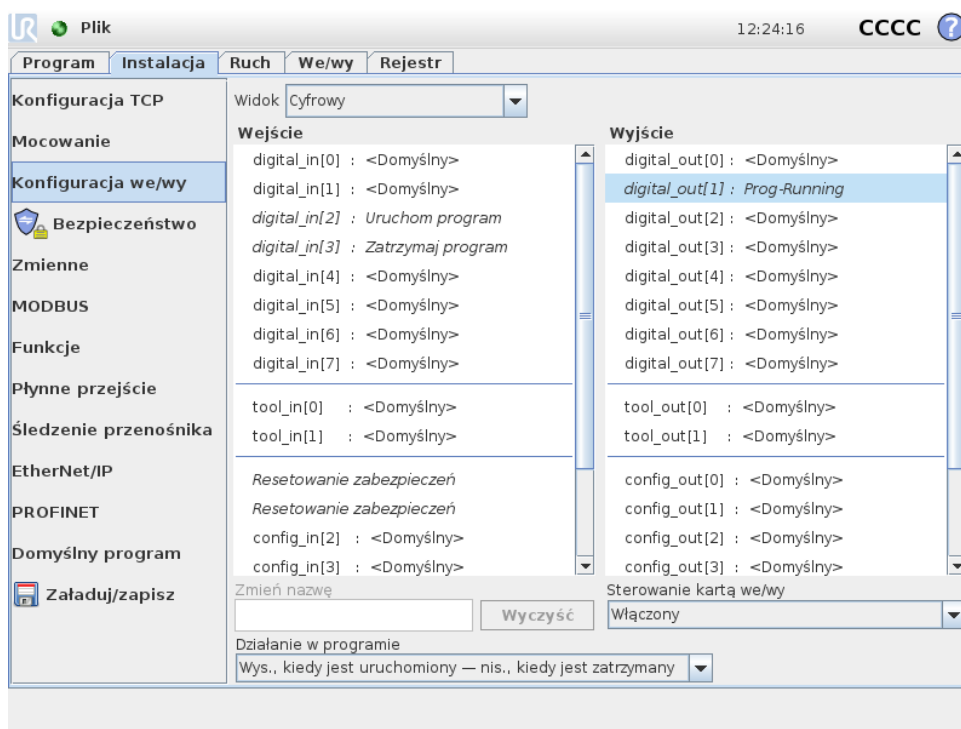 Plik 12:24:16 CCCC ?
Program Instalacja Ruch We/wy Rejestr
Konfiguracja TCP
Mocowanie
Konfiguracja we/wy
Bezpieczeństwo
Zmienne
MODBUS
Funkcje
Płynne przejście
Śledzenie przenośnika
EtherNet/IP
PROFINET
Domyślny program
Załaduj/zapisz
Widok Cyfrowy
Wejście
digital_in[0] : <Domyślny>
digital_in[1] : <Domyślny>
digital_in[2] : Uruchom program
digital_in[3] : Zatrzymaj program
digital_in[4] : <Domyślny>
digital_in[5] : <Domyślny>
digital_in[6] : <Domyślny>
digital_in[7] : <Domyślny>
tool_in[0] : <Domyślny>
tool_in[1] : <Domyślny>
Resetowanie zabezpieczeń
Resetowanie zabezpieczeń
config_in[2] : <Domyślny>
config_in[3] : <Domyślny>
Wyjście
digital_out[0] : <Domyślny>
digital_out[1] : Prog-Running
digital_out[2] : <Domyślny>
digital_out[3] : <Domyślny>
digital_out[4] : <Domyślny>
digital_out[5] : <Domyślny>
digital_out[6] : <Domyślny>
digital_out[7] : <Domyślny>
tool_out[0] : <Domyślny>
tool_out[1] : <Domyślny>
config_out[0] : <Domyślny>
config_out[1] : <Domyślny>
config_out[2] : <Domyślny>
config_out[3] : <Domyślny>
Zmień nazwę
Wyczyść
Sterowanie kartą we/wy
Włączony
Działanie w programie
Wys., kiedy jest uruchomiony — nis., kiedy jest zatrzymany